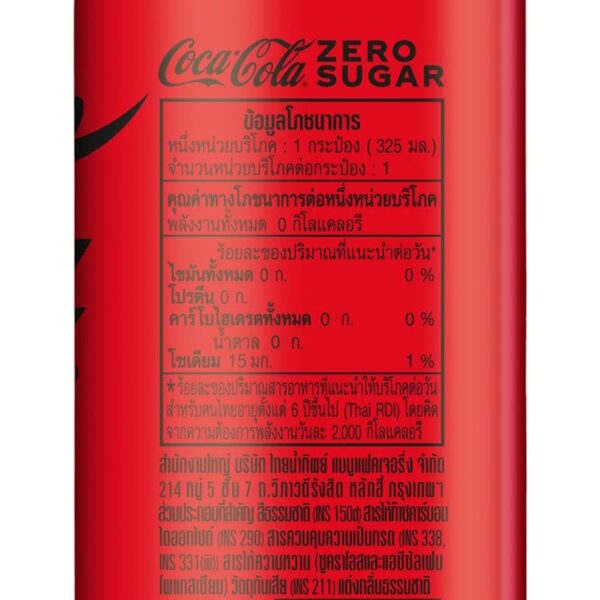 Coca-Cola ZERO SUGAR
ข้อมูลโภชนาการ
หนึ่งหน่วยบริโภค : 1 กระป๋อง ( 325 มล.)
จำนวนหน่วยบริโภคต่อกระป๋อง : 1
คุณค่าทางโภชนาการต่อหนึ่งหน่วยบริโภค
พลังงานทั้งหมด 0 กิโลแคลอรี
ร้อยละของปริมาณที่แนะนำต่อวัน*
ไขมันทั้งหมด 0 ก. 0 %
โปรตีน 0 ก.
คาร์โบไฮเดรตทั้งหมด 0 ก. 0 %
น้ำตาล 0 ก.
โซเดียม 15 มก. 1 %
*ร้อยละของปริมาณสารอาหารที่แนะนำให้บริโภคต่อวัน
สำหรับคนไทยอายุตั้งแต่ 6 ปีขึ้นไป (Thai RDI) โดยคิด
จากความต้องการพลังงานวันละ 2,000 กิโลแคลอรี
สำนักงานใหญ่ บริษัท ไทยน้ำทิพย์ แมนูแฟคเจอริ่ง จำกัด
214 หมู่ 5 ชั้น 7 ถ.วิภาวดีรังสิต หลักสี่ กรุงเทพฯ
ส่วนประกอบที่สำคัญ สีธรรมชาติ (INS 150d) สารให้ก๊าซคาร์บอน
ไดออกไซด์ (INS 290) สารควบคุมความเป็นกรด (INS 338,
INS 331(iii)) สารให้ความหวาน (ซูคราโลสและแอซีซัลเฟม
โพแทสเซียม) วัตถุกันเสีย (INS 211) แต่งกลิ่นธรรมชาติ